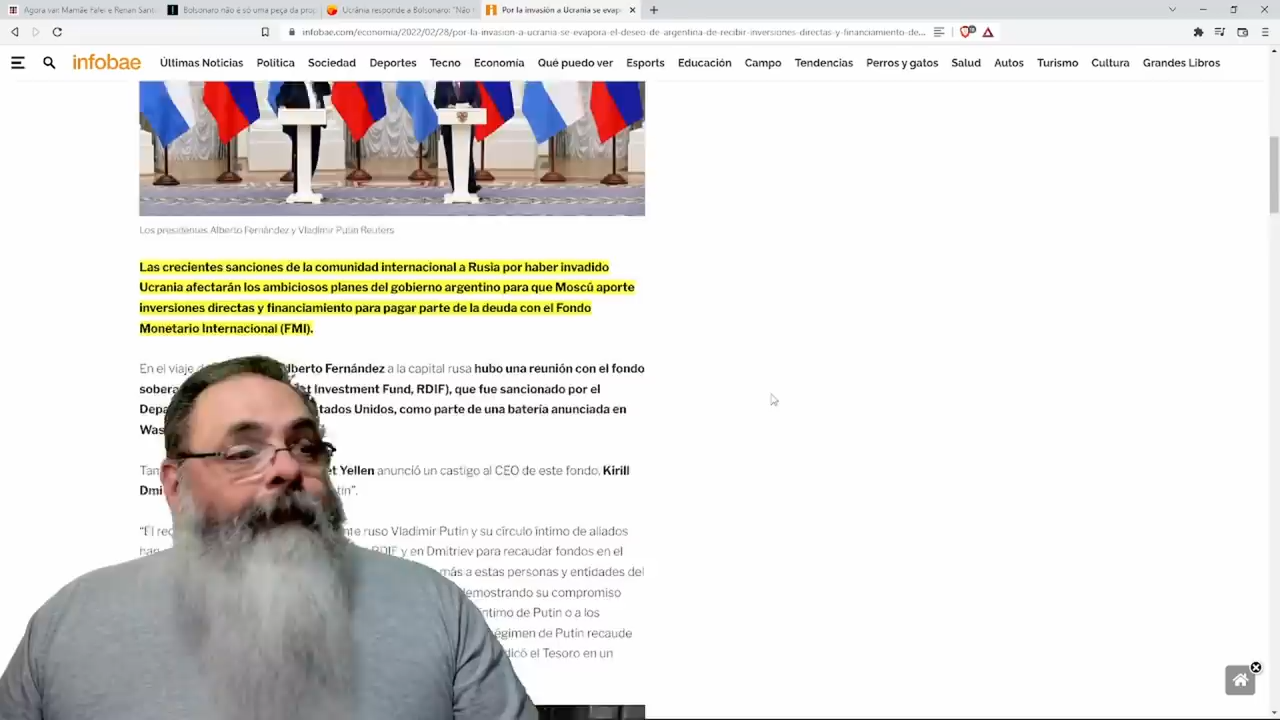 Agora van Mamãe Falei e Renan Sant
Bolsonaro não é só uma peça da prop
Ucrânia responde a Bolsonaro: "Não
Por la invasión a Ucrania se evap
infobae.com/economia/2022/02/28/por-la-invasion-a-ucrania-se-evapora-el-deseo-de-argentina-de-recibir-inversiones-directas-y-financiamiento-de...
infobae Últimas Noticias Política Sociedad Deportes Tecno Economía Qué puedo ver Esports Educación Campo Tendencias Perros y gatos Salud Autos Turismo Cultura Grandes Libros
Los presidentes Alberto Fernández y Vladimir Putin Reuters
Las crecientes sanciones de la comunidad internacional a Rusia por haber invadido
Ucrania afectarán los ambiciosos planes del gobierno argentino para que Moscú aporte
inversiones directas y financiamiento para pagar parte de la deuda con el Fondo
Monetario Internacional (FMI).
En el viaje d lberto Fernández a la capital rusa hubo una reunión con el fondo
sobera t Investment Fund, RDIF), que fue sancionado por el
Depa tados Unidos, como parte de una batería anunciada en
Was
Tam et Yellen anunció un castigo al CEO de este fondo, Kirill
Dmi tin”.
“El rec nte ruso Vladimir Putin y su círculo íntimo de aliados
han RDIF y en Dmitriev para recaudar fondos en el
más a estas personas y entidades del
emostrando su compromiso
íntimo de Putin o a los
égimen de Putin recaude
dicó el Tesoro en un